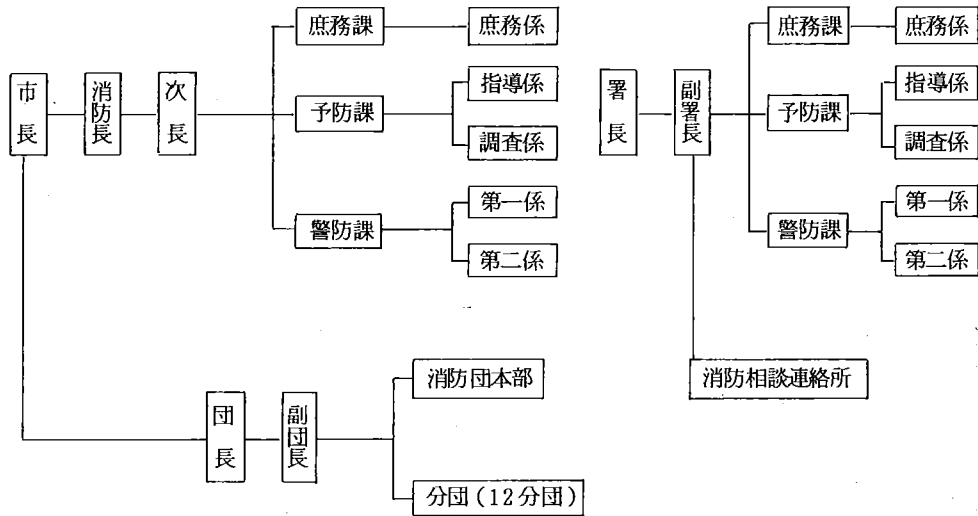 市長
消防長
次長
庶務課
庶務係
予防課
指導係
調査係
警防課
第一係
第二係
団長
副団長
消防団本部
分団(12分団)
署長
副署長
庶務課
庶務係
予防課
指導係
調査係
警防課
第一係
第二係
消防相談連絡所